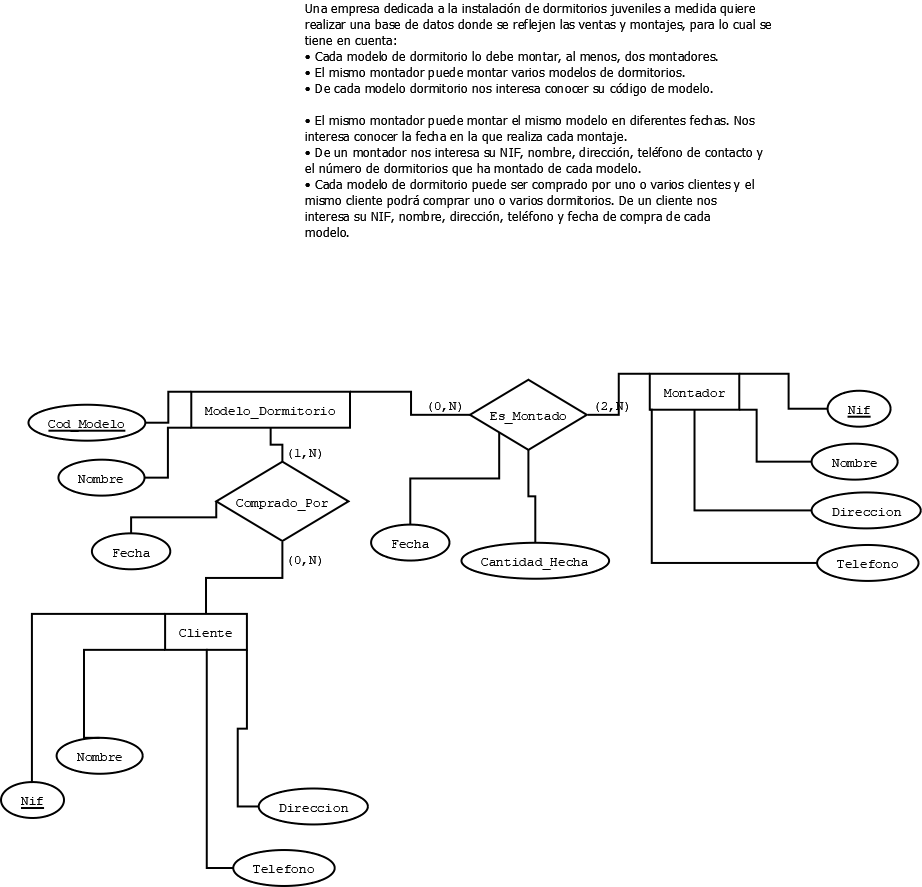 Una empresa dedicada a la instalación de dormitorios juveniles a medida quiere
realizar una base de datos donde se reflejen las ventas y montajes, para lo cual se
tiene en cuenta:
• Cada modelo de dormitorio lo debe montar, al menos, dos montadores.
• El mismo montador puede montar varios modelos de dormitorios.
• De cada modelo dormitorio nos interesa conocer su código de modelo.
• El mismo montador puede montar el mismo modelo en diferentes fechas. Nos
interesa conocer la fecha en la que realiza cada montaje.
• De un montador nos interesa su NIF, nombre, dirección, teléfono de contacto y
el número de dormitorios que ha montado de cada modelo.
• Cada modelo de dormitorio puede ser comprado por uno o varios clientes y el
mismo cliente podrá comprar uno o varios dormitorios. De un cliente nos
interesa su NIF, nombre, dirección, teléfono y fecha de compra de cada
modelo.
Montador
(0,N)
(2,N)
Modelo_Dormitorio
Es_Montado
Nif
Cod_Modelo
(1,N)
Nombre
Nombre
Comprado_Por
Direccion
Fecha
Fecha
(0,N)
Cantidad_Hecha
Telefono
Cliente
Nombre
Nif
Direccion
Telefono